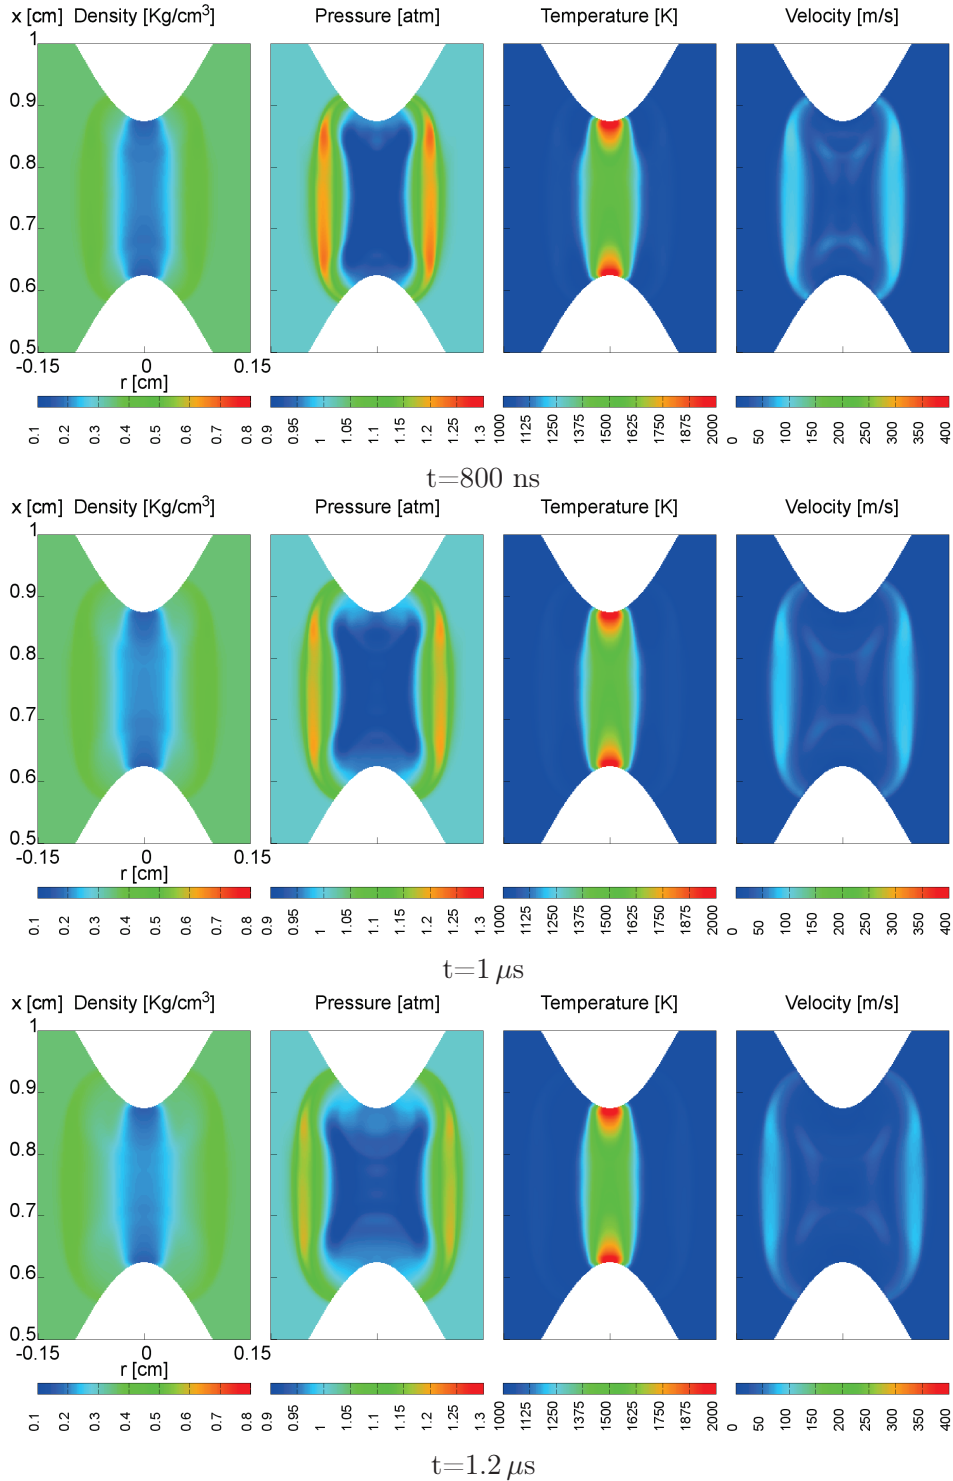 x [cm] Density [Kg/cm³] Pressure [atm] Temperature [K] Velocity [m/s]
1
0.9
0.8
0.7
0.6
0.5
-0.15 0 0.15
r [cm]
0.1 0.2 0.3 0.4 0.5 0.6 0.7 0.8 0.9 0.95 1 1.05 1.1 1.15 1.2 1.25 1.3 1000 1125 1250 1375 1500 1625 1750 1875 2000 0 50 100 150 200 250 300 350 400
t=800 ns
x [cm] Density [Kg/cm³] Pressure [atm] Temperature [K] Velocity [m/s]
1
0.9
0.8
0.7
0.6
0.5
-0.15 0 0.15
r [cm]
0.1 0.2 0.3 0.4 0.5 0.6 0.7 0.8 0.9 0.95 1 1.05 1.1 1.15 1.2 1.25 1.3 1000 1125 1250 1375 1500 1625 1750 1875 2000 0 50 100 150 200 250 300 350 400
t=1 μs
x [cm] Density [Kg/cm³] Pressure [atm] Temperature [K] Velocity [m/s]
1
0.9
0.8
0.7
0.6
0.5
-0.15 0 0.15
r [cm]
0.1 0.2 0.3 0.4 0.5 0.6 0.7 0.8 0.9 0.95 1 1.05 1.1 1.15 1.2 1.25 1.3 1000 1125 1250 1375 1500 1625 1750 1875 2000 0 50 100 150 200 250 300 350 400
t=1.2 μs